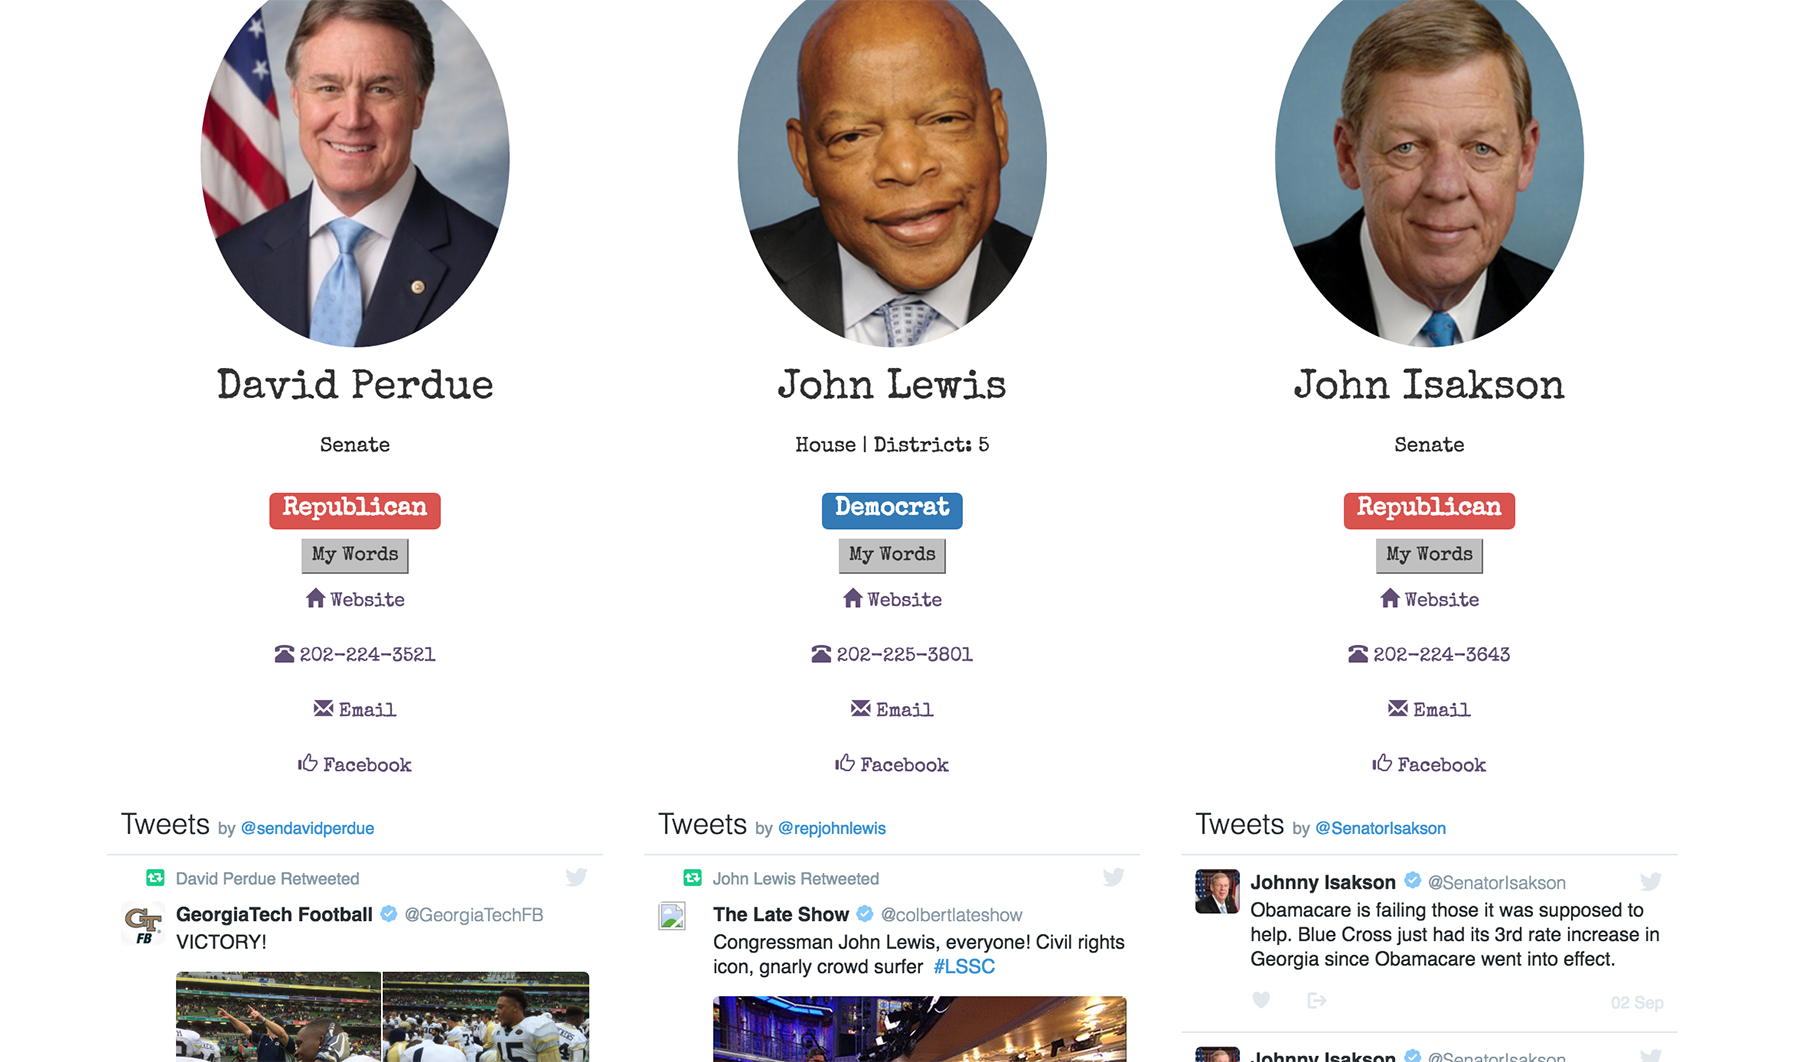 David Perdue
Senate
Republican
My Words
Website
202-224-3521
Email
Facebook
Tweets by @sendavidperdue
David Perdue Retweeted
GeorgiaTech Football @GeorgiaTechFB
VICTORY!
GT
FB
John Lewis
House | District: 5
Democrat
My Words
Website
202-225-3801
Email
Facebook
Tweets by @repjohnlewis
John Lewis Retweeted
The Late Show @colbertlateshow
Congressman John Lewis, everyone! Civil rights
icon, gnarly crowd surfer #LSSC
John Isakson
Senate
Republican
My Words
Website
202-224-3643
Email
Facebook
Tweets by @SenatorIsakson
Johnny Isakson @SenatorIsakson
Obamacare is failing those it was supposed to
help. Blue Cross just had its 3rd rate increase in
Georgia since Obamacare went into effect.
02 Sep
Johnny Isakson @SenatorIsakson